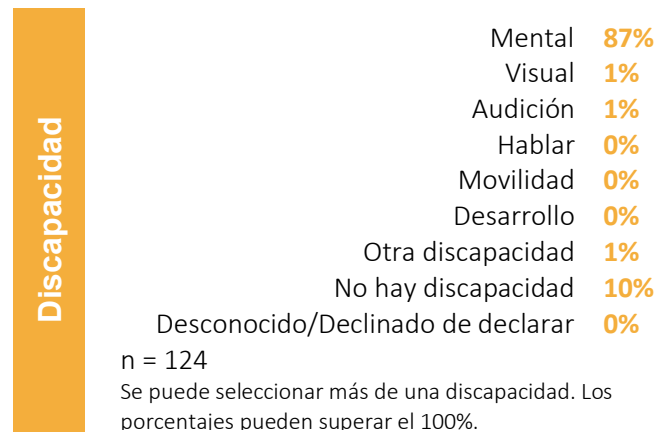 Discapacidad
Mental 87%
Visual 1%
Audición 1%
Hablar 0%
Movilidad 0%
Desarrollo 0%
Otra discapacidad 1%
No hay discapacidad 10%
Desconocido/Declinado de declarar 0%
n = 124
Se puede seleccionar más de una discapacidad. Los
porcentajes pueden superar el 100%.